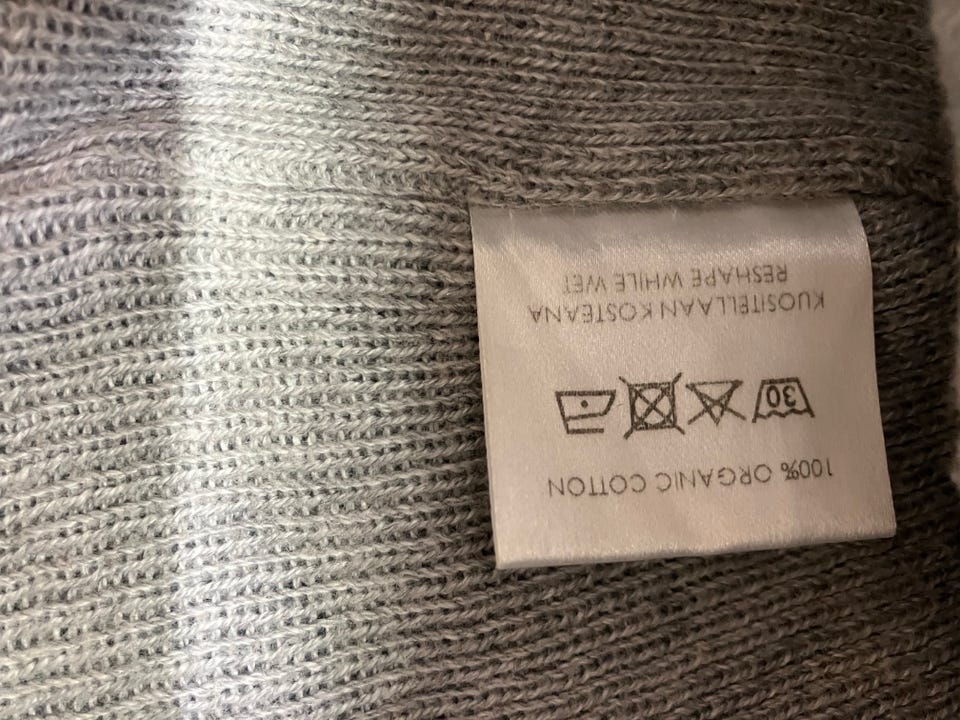 100% ORGANIC COTTON
30
KUOSITELLAAN KOSTEANA
RESHAPE WHILE WET